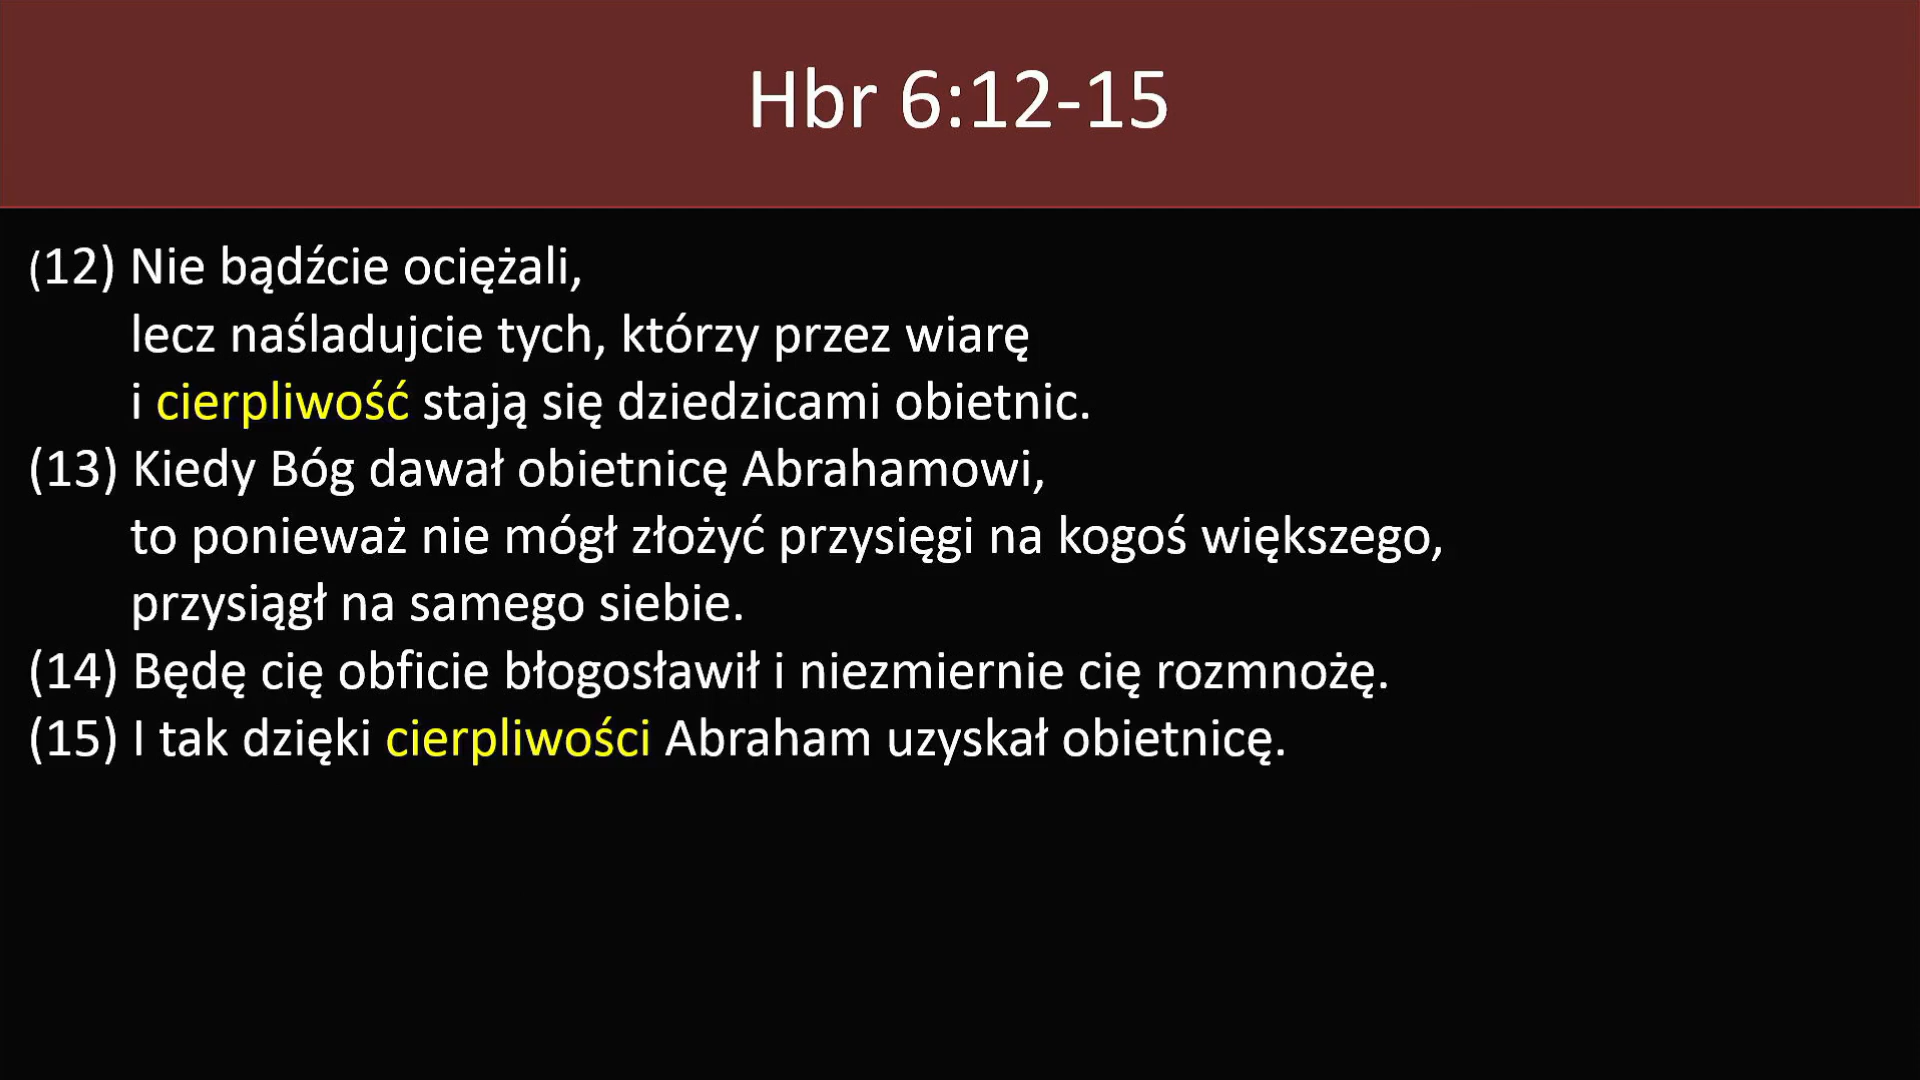 Hbr 6:12-15
(12) Nie bądźcie ociężali,
lecz naśladujcie tych, którzy przez wiarę
i cierpliwość stają się dziedzicami obietnic.
(13) Kiedy Bóg dawał obietnicę Abrahamowi,
to ponieważ nie mógł złożyć przysięgi na kogoś większego,
przysiągł na samego siebie.
(14) Będę cię obficie błogosławił i niezmiernie cię rozmnożę.
(15) I tak dzięki cierpliwości Abraham uzyskał obietnicę.